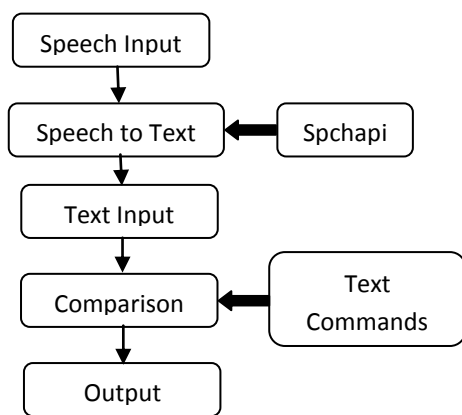 Speech Input
Speech to Text
Spchapi
Text Input
Comparison
Text
Commands
Output